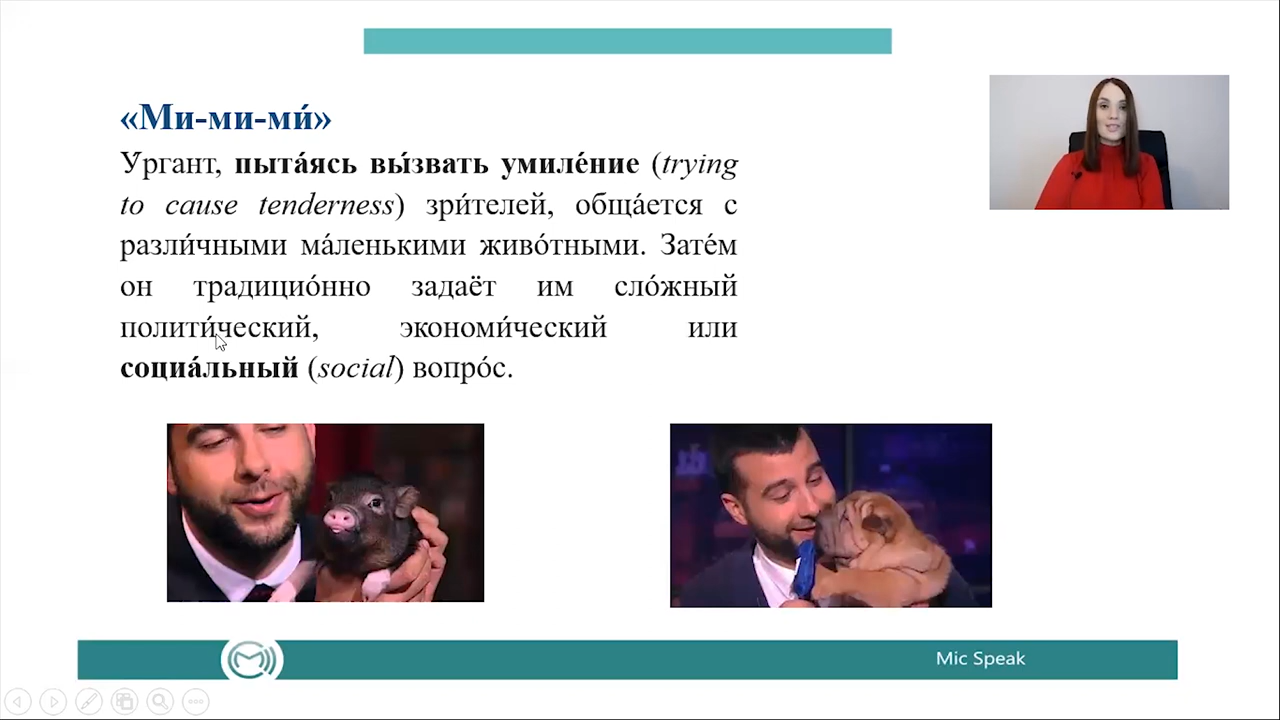 «Ми-ми-ми́»
Ургант, пыта́ясь вы́звать умиле́ние (trying
to cause tenderness) зри́телей, обща́ется с
разли́чными ма́ленькими живо́тными. Зате́м
он традицио́нно задаёт им сло́жный
полити́ческий, экономи́ческий или
социа́льный (social) вопро́с.
Mic Speak